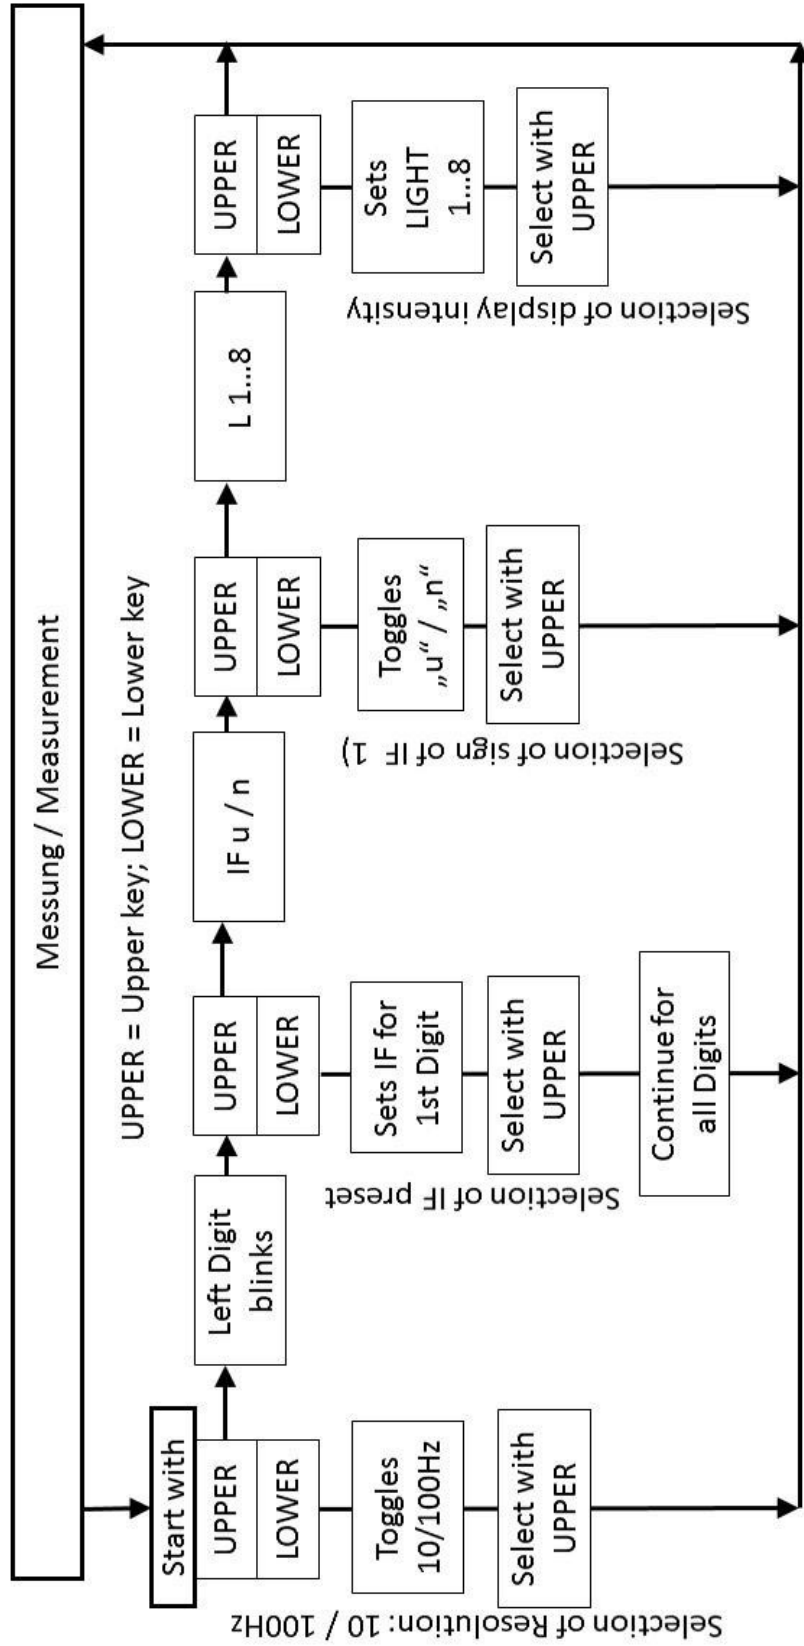 Messung / Measurement
UPPER = Upper key; LOWER = Lower key
Selection of Resolution: 10 / 100Hz
Start with
UPPER
LOWER
Toggles
10/100Hz
Select with
UPPER
Left Digit
blinks
Selection of IF preset
UPPER
LOWER
Sets IF for
1st Digit
Select with
UPPER
Continue for
all Digits
IF u / n
Selection of sign of IF 1)
UPPER
LOWER
Toggles
„u“ / „n“
Select with
UPPER
L 1...8
Selection of display intensity
UPPER
LOWER
Sets
LIGHT
1...8
Select with
UPPER